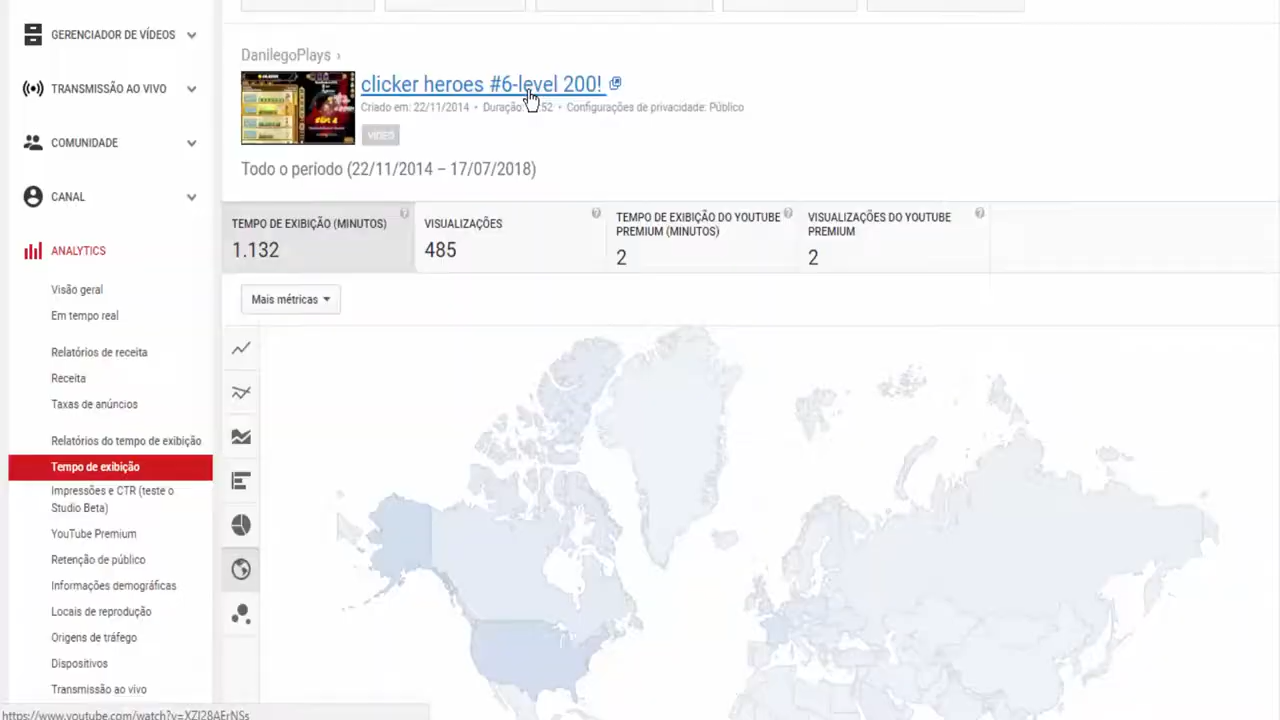 GERENCIADOR DE VÍDEOS
TRANSMISSÃO AO VIVO
COMUNIDADE
CANAL
ANALYTICS
Visão geral
Em tempo real
Relatórios de receita
Receita
Taxas de anúncios
Relatórios do tempo de exibição
Tempo de exibição
Impressões e CTR (teste o
Studio Beta)
YouTube Premium
Retenção de público
Informações demográficas
Locais de reprodução
Origens de tráfego
Dispositivos
Transmissão ao vivo
DanilegoPlays ›
clicker heroes #6-level 200!
Criado em: 22/11/2014 • Duração 52 • Configurações de privacidade: Público
VÍDEO
Todo o período (22/11/2014 – 17/07/2018)
TEMPO DE EXIBIÇÃO (MINUTOS)
1.132
VISUALIZAÇÕES
485
TEMPO DE EXIBIÇÃO DO YOUTUBE
PREMIUM (MINUTOS)
2
VISUALIZAÇÕES DO YOUTUBE
PREMIUM
2
Mais métricas
https://www.youtube.com/watch?v=XZJ28AErNSs